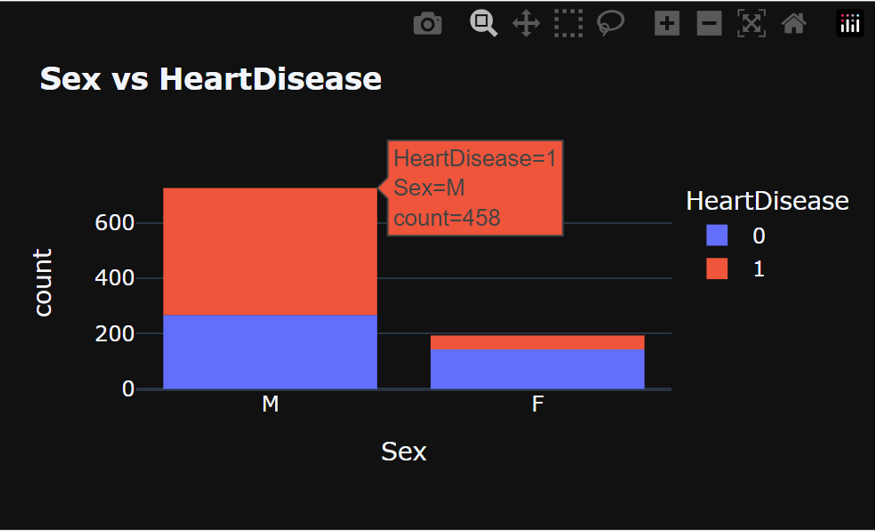 Sex vs HeartDisease
HeartDisease=1
Sex=M
count=458
HeartDisease
0
1
600
400
200
0
count
M
F
Sex